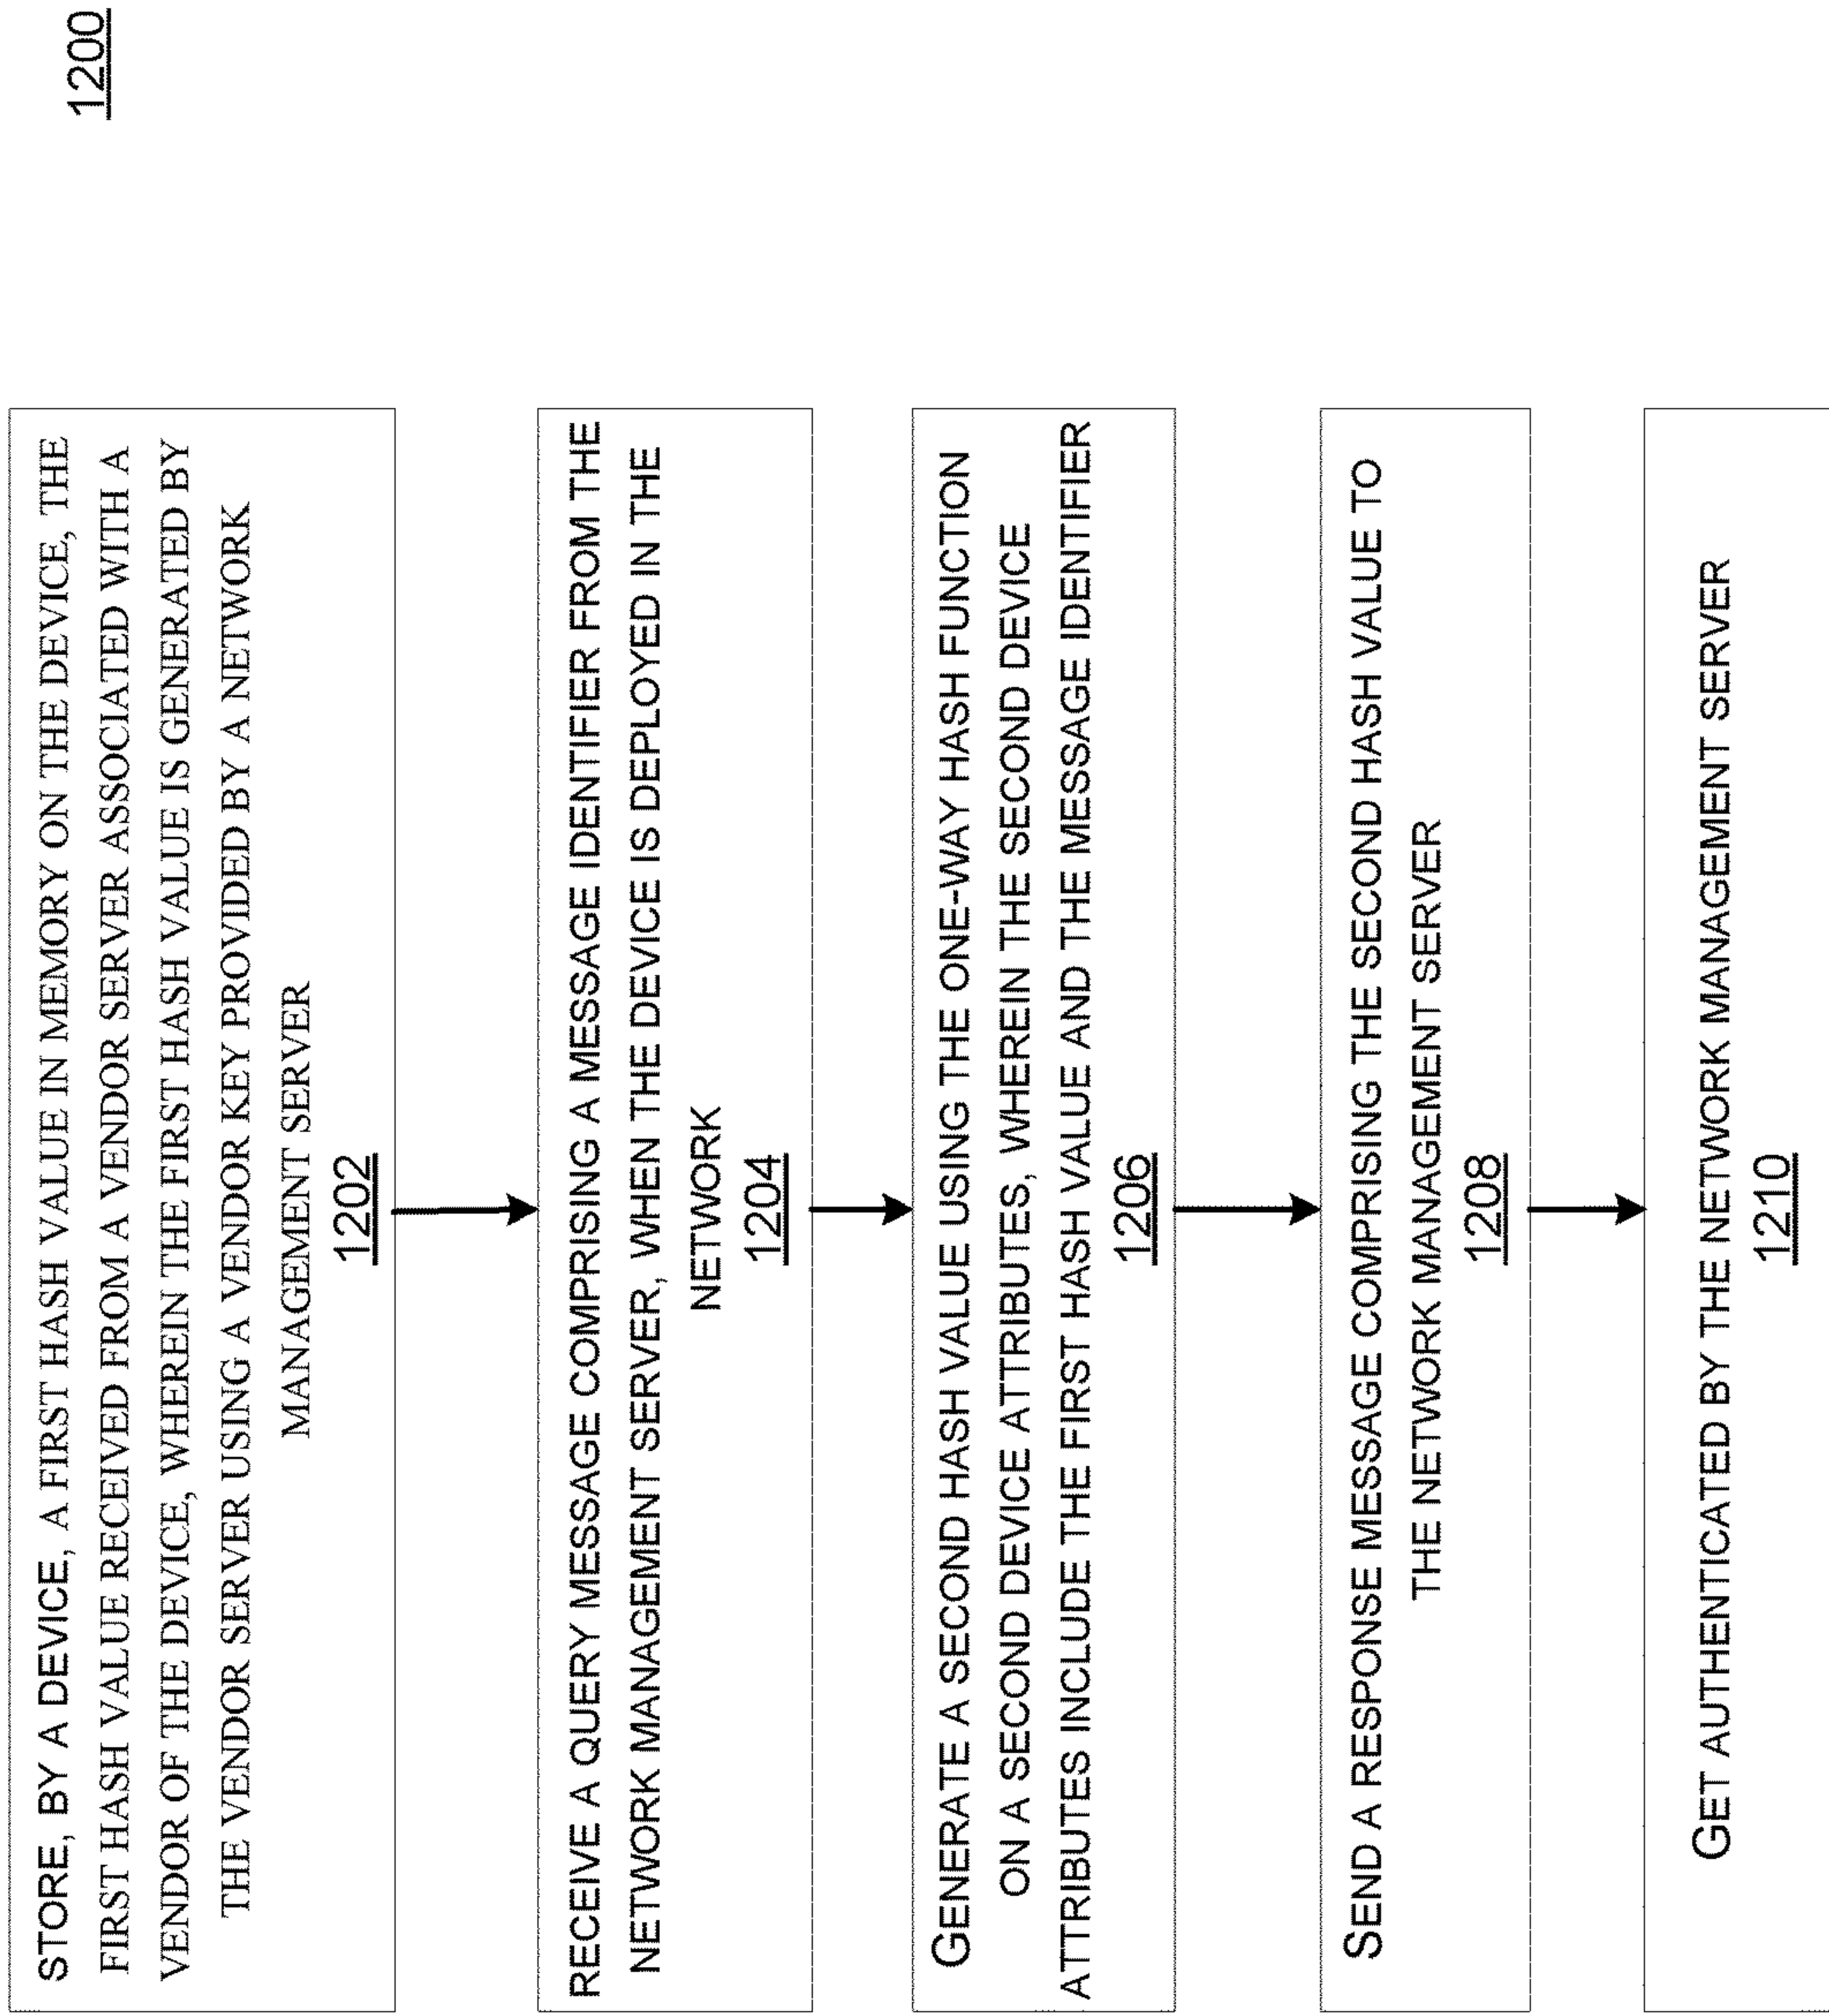 1200
STORE, BY A DEVICE, A FIRST HASH VALUE IN MEMORY ON THE DEVICE, THE
FIRST HASH VALUE RECEIVED FROM A VENDOR SERVER ASSOCIATED WITH A
VENDOR OF THE DEVICE, WHEREIN THE FIRST HASH VALUE IS GENERATED BY
THE VENDOR SERVER USING A VENDOR KEY PROVIDED BY A NETWORK
MANAGEMENT SERVER
1202
RECEIVE A QUERY MESSAGE COMPRISING A MESSAGE IDENTIFIER FROM THE
NETWORK MANAGEMENT SERVER, WHEN THE DEVICE IS DEPLOYED IN THE
NETWORK
1204
GENERATE A SECOND HASH VALUE USING THE ONE-WAY HASH FUNCTION
ON A SECOND DEVICE ATTRIBUTES, WHEREIN THE SECOND DEVICE
ATTRIBUTES INCLUDE THE FIRST HASH VALUE AND THE MESSAGE IDENTIFIER
1206
SEND A RESPONSE MESSAGE COMPRISING THE SECOND HASH VALUE TO
THE NETWORK MANAGEMENT SERVER
1208
GET AUTHENTICATED BY THE NETWORK MANAGEMENT SERVER
1210